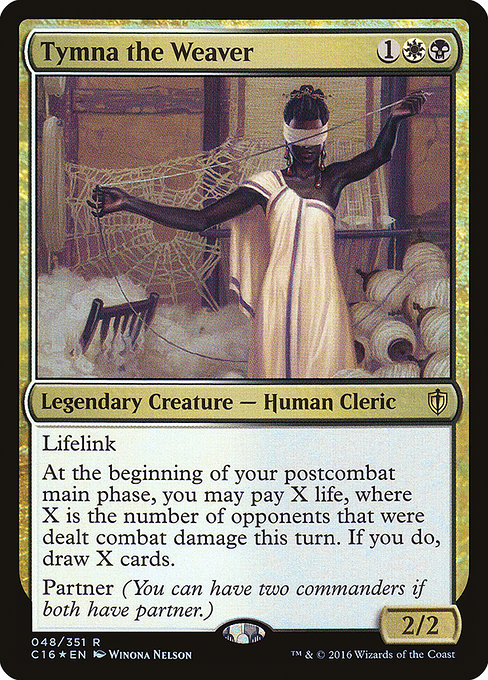 Tymna the Weaver 1
Legendary Creature — Human Cleric
Lifelink
At the beginning of your postcombat
main phase, you may pay X life, where
X is the number of opponents that were
dealt combat damage this turn. If you do,
draw X cards.
Partner (You can have two commanders if
both have partner.)
2/2
048/351 R
C16 ★ EN Winona Nelson ™ & © 2016 Wizards of the Coast